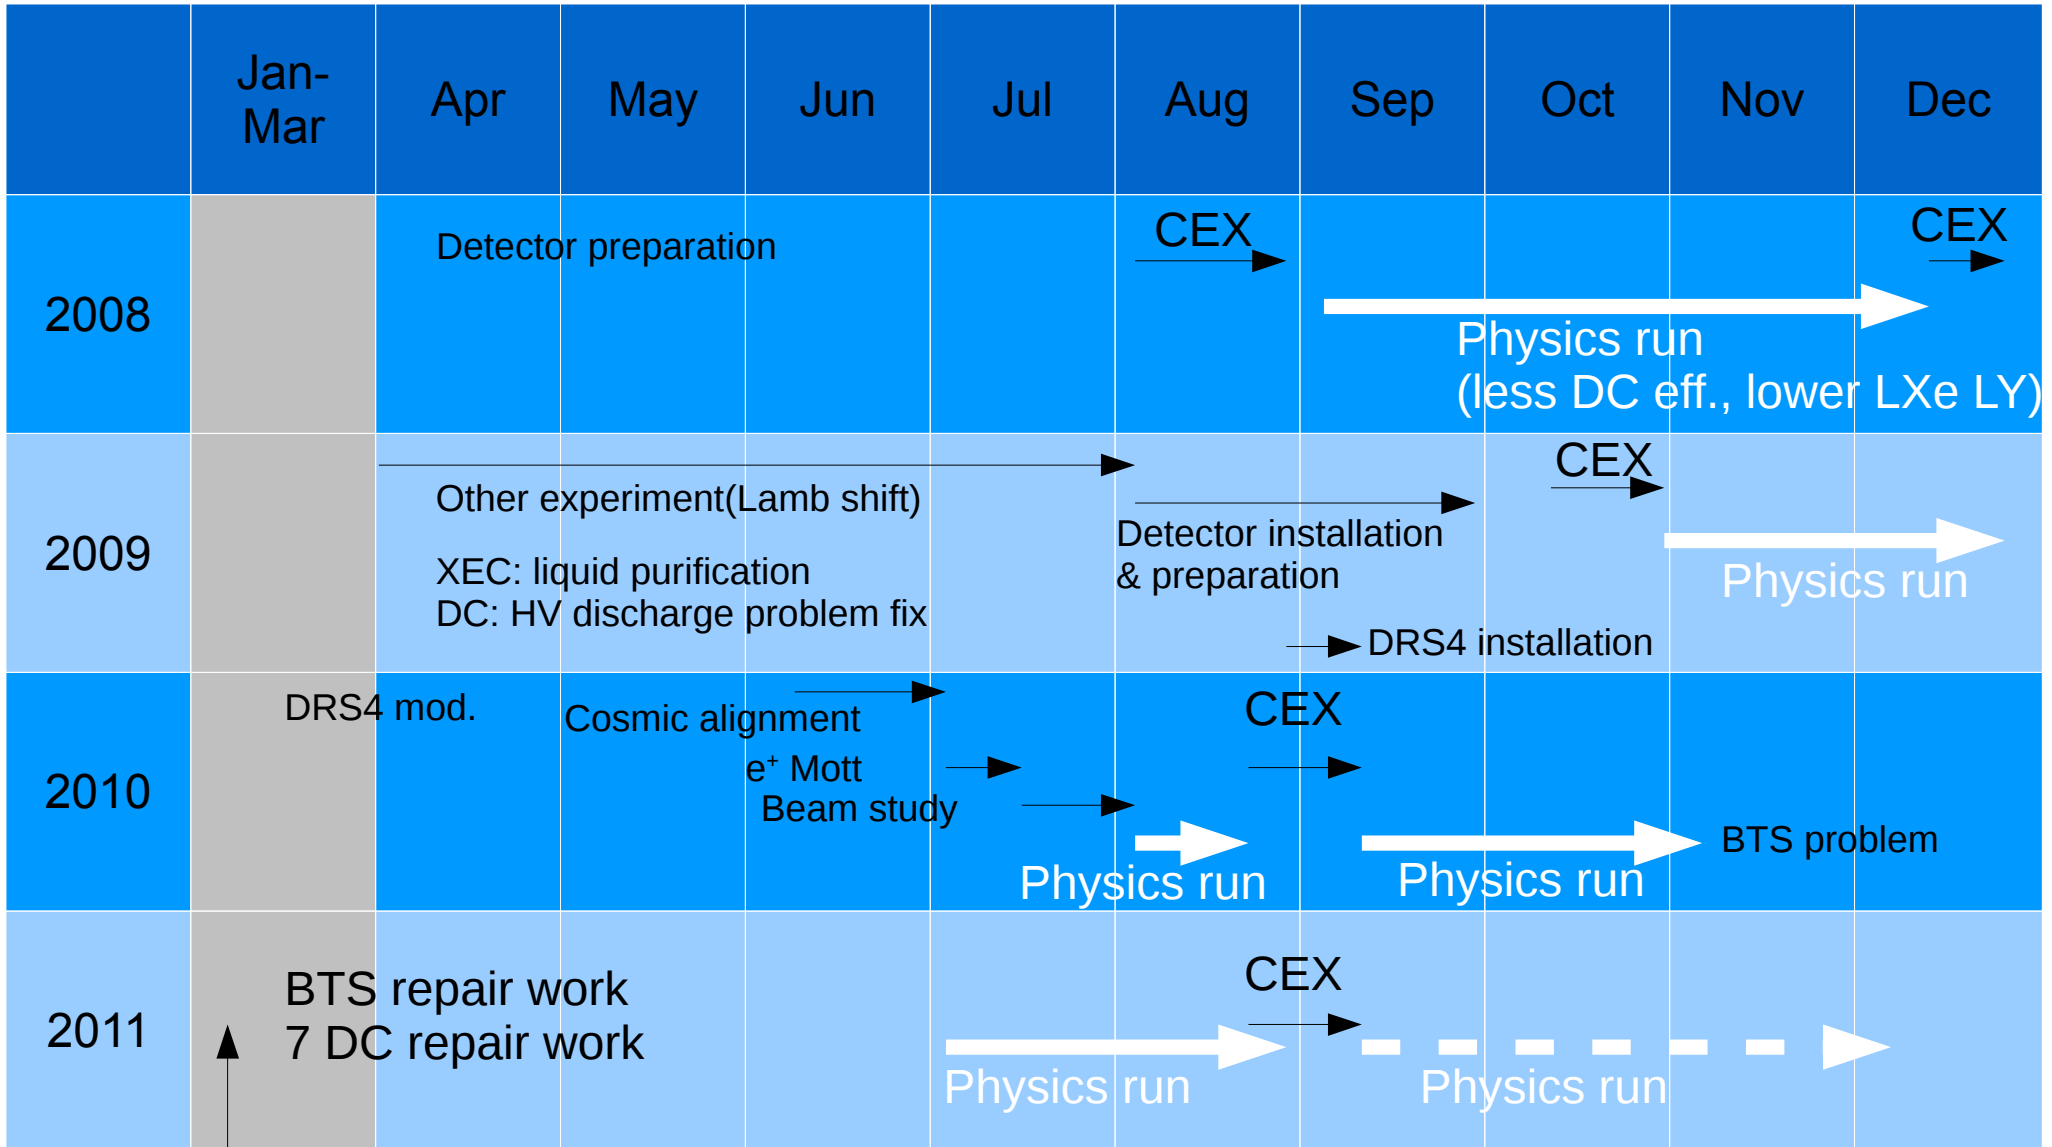 Jan-
Mar
Apr
May
Jun
Jul
Aug
Sep
Oct
Nov
Dec
2008
Detector preparation
CEX
CEX
Physics run
(less DC eff., lower LXe LY)
2009
Other experiment(Lamb shift)
XEC: liquid purification
DC: HV discharge problem fix
Detector installation
& preparation
DRS4 installation
CEX
Physics run
2010
DRS4 mod.
Cosmic alignment
e⁺ Mott
Beam study
Physics run
CEX
Physics run
BTS problem
2011
BTS repair work
7 DC repair work
Physics run
CEX
Physics run